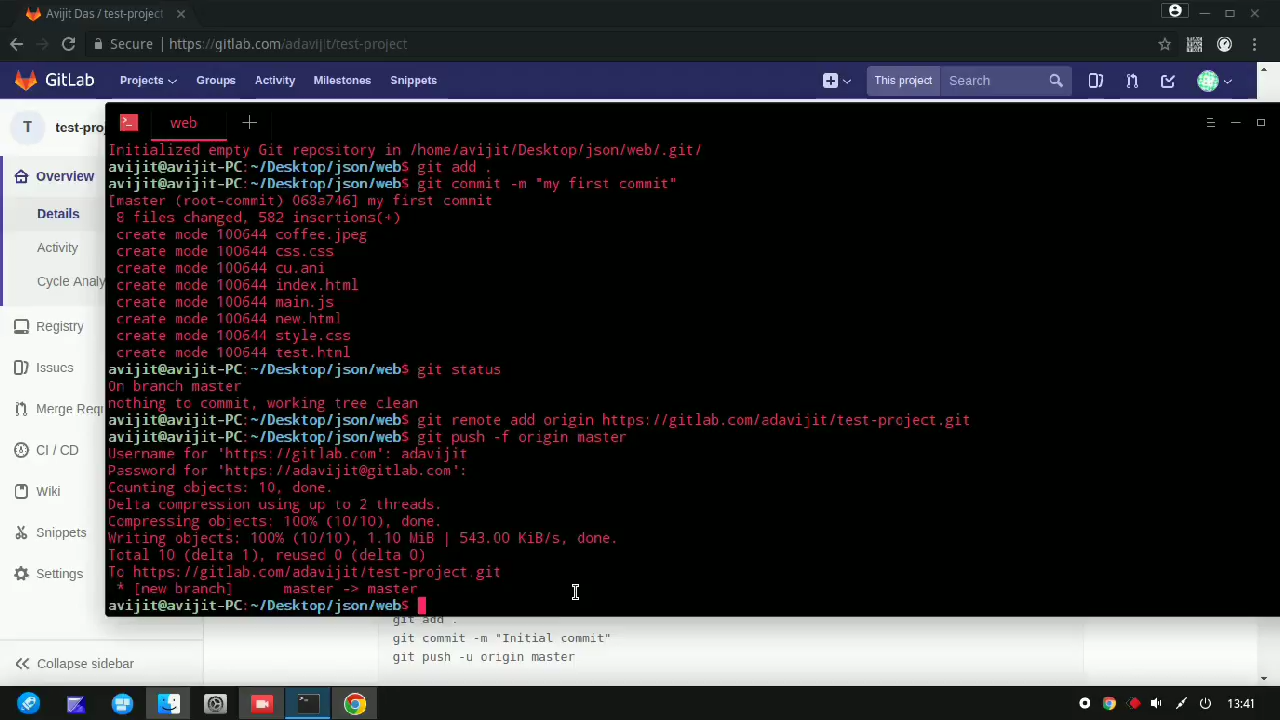 Avijit Das / test-project
Secure
https://gitlab.com/adavijit/test-project
GitLab
Projects
Groups
Activity
Milestones
Snippets
This project
Search
T
test-proj
Overview
Details
Activity
Cycle Analy
Registry
Issues
Merge Requ
CI / CD
Wiki
Snippets
Settings
Collapse sidebar
web
Initialized empty Git repository in /home/avijit/Desktop/json/web/.git/
avijit@avijit-PC:~/Desktop/json/web$ git add .
avijit@avijit-PC:~/Desktop/json/web$ git commit -m "my first commit"
[master (root-commit) 068a746] my first commit
8 files changed, 582 insertions(+)
create mode 100644 coffee.jpeg
create mode 100644 css.css
create mode 100644 cu.ani
create mode 100644 index.html
create mode 100644 main.js
create mode 100644 new.html
create mode 100644 style.css
create mode 100644 test.html
avijit@avijit-PC:~/Desktop/json/web$ git status
On branch master
nothing to commit, working tree clean
avijit@avijit-PC:~/Desktop/json/web$ git remote add origin https://gitlab.com/adavijit/test-project.git
avijit@avijit-PC:~/Desktop/json/web$ git push -f origin master
Username for 'https://gitlab.com': adavijit
Password for 'https://adavijit@gitlab.com':
Counting objects: 10, done.
Delta compression using up to 2 threads.
Compressing objects: 100% (10/10), done.
Writing objects: 100% (10/10), 1.10 MiB | 543.00 KiB/s, done.
Total 10 (delta 1), reused 0 (delta 0)
To https://gitlab.com/adavijit/test-project.git
* [new branch]      master -> master
avijit@avijit-PC:~/Desktop/json/web$
git add .
git commit -m "Initial commit"
git push -u origin master
13:41